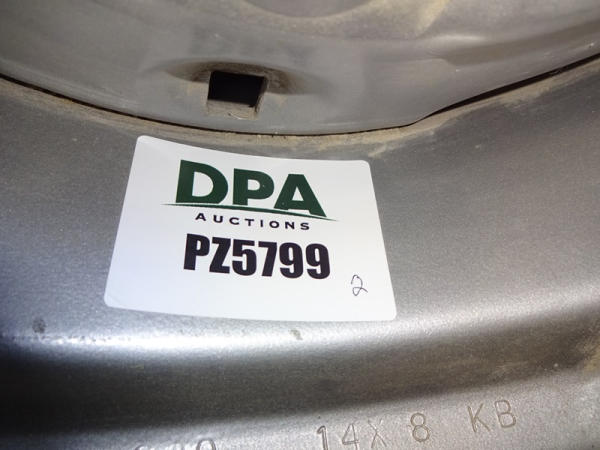 DPA
AUCTIONS
PZ5799
2
14X 8 KB